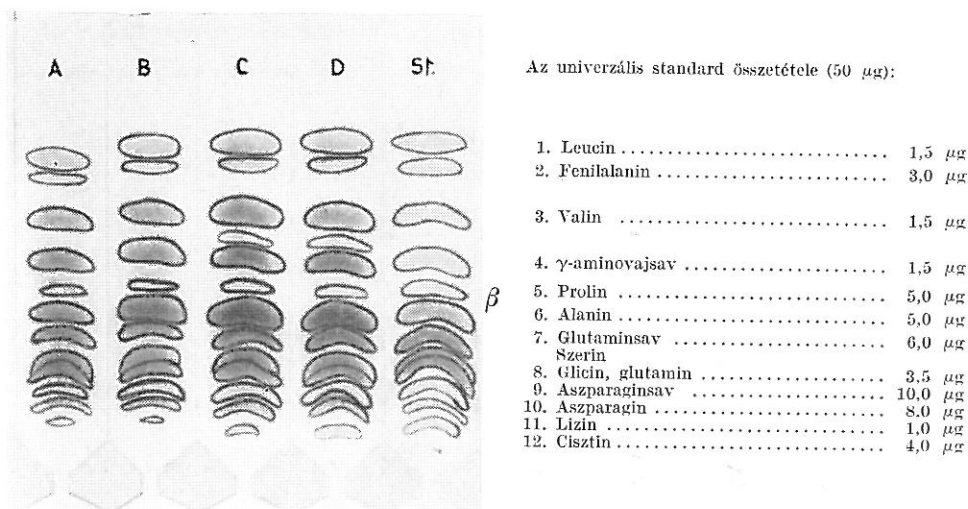 A B C D St.
Az univerzális standard összetétele (50 μg):
1. Leucin .............................. 1,5 μg
2. Fenilalanin .......................... 3,0 μg
3. Valin .............................. 1,5 μg
4. γ-aminovajsav ...................... 1,5 μg
β
5. Prolin .............................. 5,0 μg
6. Alanin .............................. 5,0 μg
7. Glutaminsav ........................ 6,0 μg
Szerin
8. Glicin, glutamin .................... 3,5 μg
9. Aszparaginsav ...................... 10,0 μg
10. Aszparagin .......................... 8.0 μg
11. Lizin .............................. 1,0 μg
12. Cisztin .............................. 4,0 μg